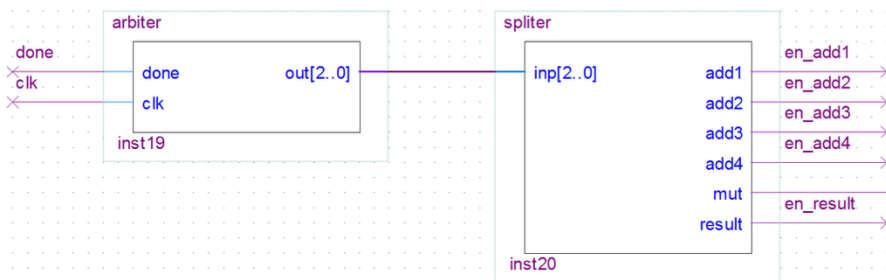 arbiter
done
clk
done
clk
out[2..0]
inst19
spliter
inp[2..0]
add1
add2
add3
add4
mut
result
inst20
en_add1
en_add2
en_add3
en_add4
en_result